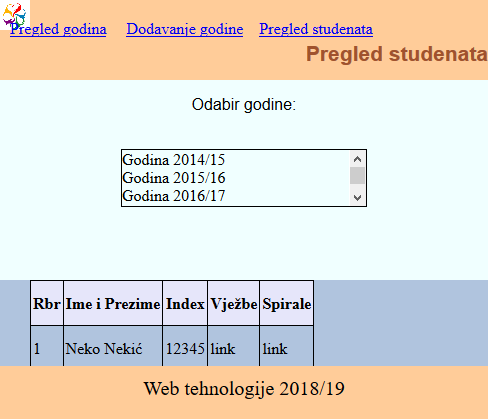 Pregled godina Dodavanje godine Pregled studenata
Pregled studenata
Odabir godine:
Godina 2014/15
Godina 2015/16
Godina 2016/17
Rbr Ime i Prezime Index Vježbe Spirale
1 Neko Nekić 12345 link link
Web tehnologije 2018/19